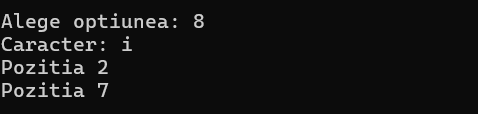 Alege optiunea: 8
Caracter: i
Pozitia 2
Pozitia 7